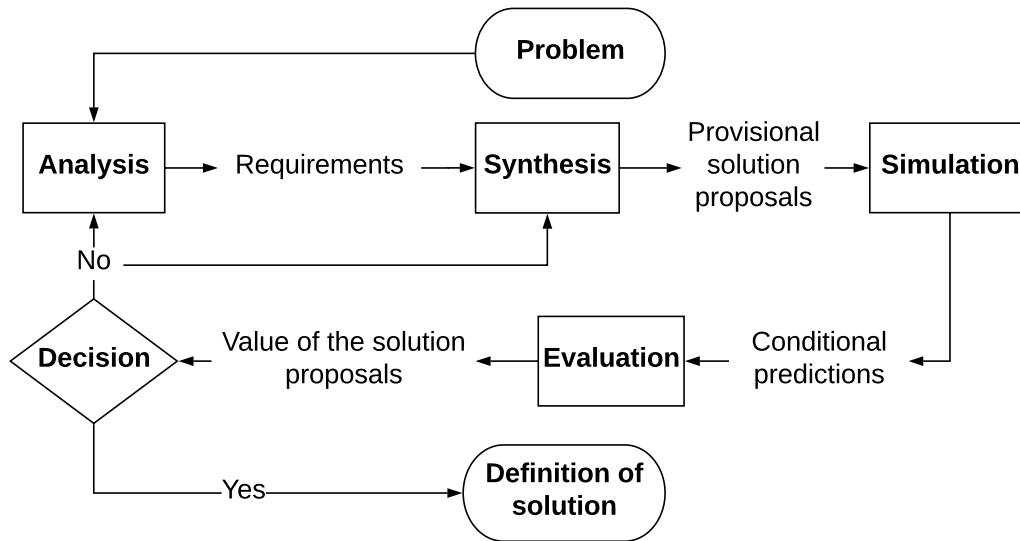 Problem
Analysis
Requirements
Synthesis
Provisional
solution
proposals
Simulation
No
Decision
Value of the solution
proposals
Evaluation
Conditional
predictions
Yes
Definition of
solution